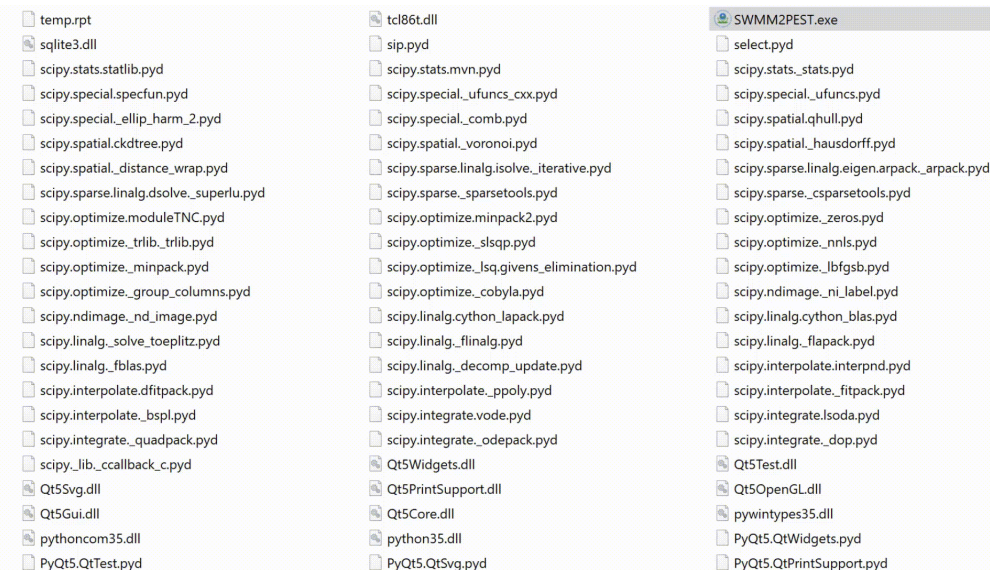 temp.rpt tcl86t.dll SWMM2PEST.exe
sqlite3.dll sip.pyd select.pyd
scipy.stats.statlib.pyd scipy.stats.mvn.pyd scipy.stats._stats.pyd
scipy.special.specfun.pyd scipy.special._ufuncs_cxx.pyd scipy.special._ufuncs.pyd
scipy.special._ellip_harm_2.pyd scipy.special._comb.pyd scipy.spatial.qhull.pyd
scipy.spatial.ckdtree.pyd scipy.spatial._voronoi.pyd scipy.spatial._hausdorff.pyd
scipy.spatial._distance_wrap.pyd scipy.sparse.linalg.isolve._iterative.pyd scipy.sparse.linalg.eigen.arpack._arpack.pyd
scipy.sparse.linalg.dsolve._superlu.pyd scipy.sparse._sparsetools.pyd scipy.sparse._csparsetools.pyd
scipy.optimize.moduleTNC.pyd scipy.optimize.minpack2.pyd scipy.optimize._zeros.pyd
scipy.optimize._trlib._trlib.pyd scipy.optimize._slsqp.pyd scipy.optimize._nnls.pyd
scipy.optimize._minpack.pyd scipy.optimize._lsq.givens_elimination.pyd scipy.optimize._lbfgsb.pyd
scipy.optimize._group_columns.pyd scipy.optimize._cobyla.pyd scipy.ndimage._ni_label.pyd
scipy.ndimage._nd_image.pyd scipy.linalg.cython_lapack.pyd scipy.linalg.cython_blas.pyd
scipy.linalg._solve_toeplitz.pyd scipy.linalg._flinalg.pyd scipy.linalg._flapack.pyd
scipy.linalg._fblas.pyd scipy.linalg._decomp_update.pyd scipy.interpolate.interpnd.pyd
scipy.interpolate.dfitpack.pyd scipy.interpolate._ppoly.pyd scipy.interpolate._fitpack.pyd
scipy.interpolate._bspl.pyd scipy.integrate.vode.pyd scipy.integrate.lsoda.pyd
scipy.integrate._quadpack.pyd scipy.integrate._odepack.pyd scipy.integrate._dop.pyd
scipy._lib._ccallback_c.pyd Qt5Widgets.dll Qt5Test.dll
Qt5Svg.dll Qt5PrintSupport.dll Qt5OpenGL.dll
Qt5Gui.dll Qt5Core.dll pywintypes35.dll
pythoncom35.dll python35.dll PyQt5.QtWidgets.pyd
PyQt5.QtTest.pyd PyQt5.QtSvg.pyd PyQt5.QtPrintSupport.pyd